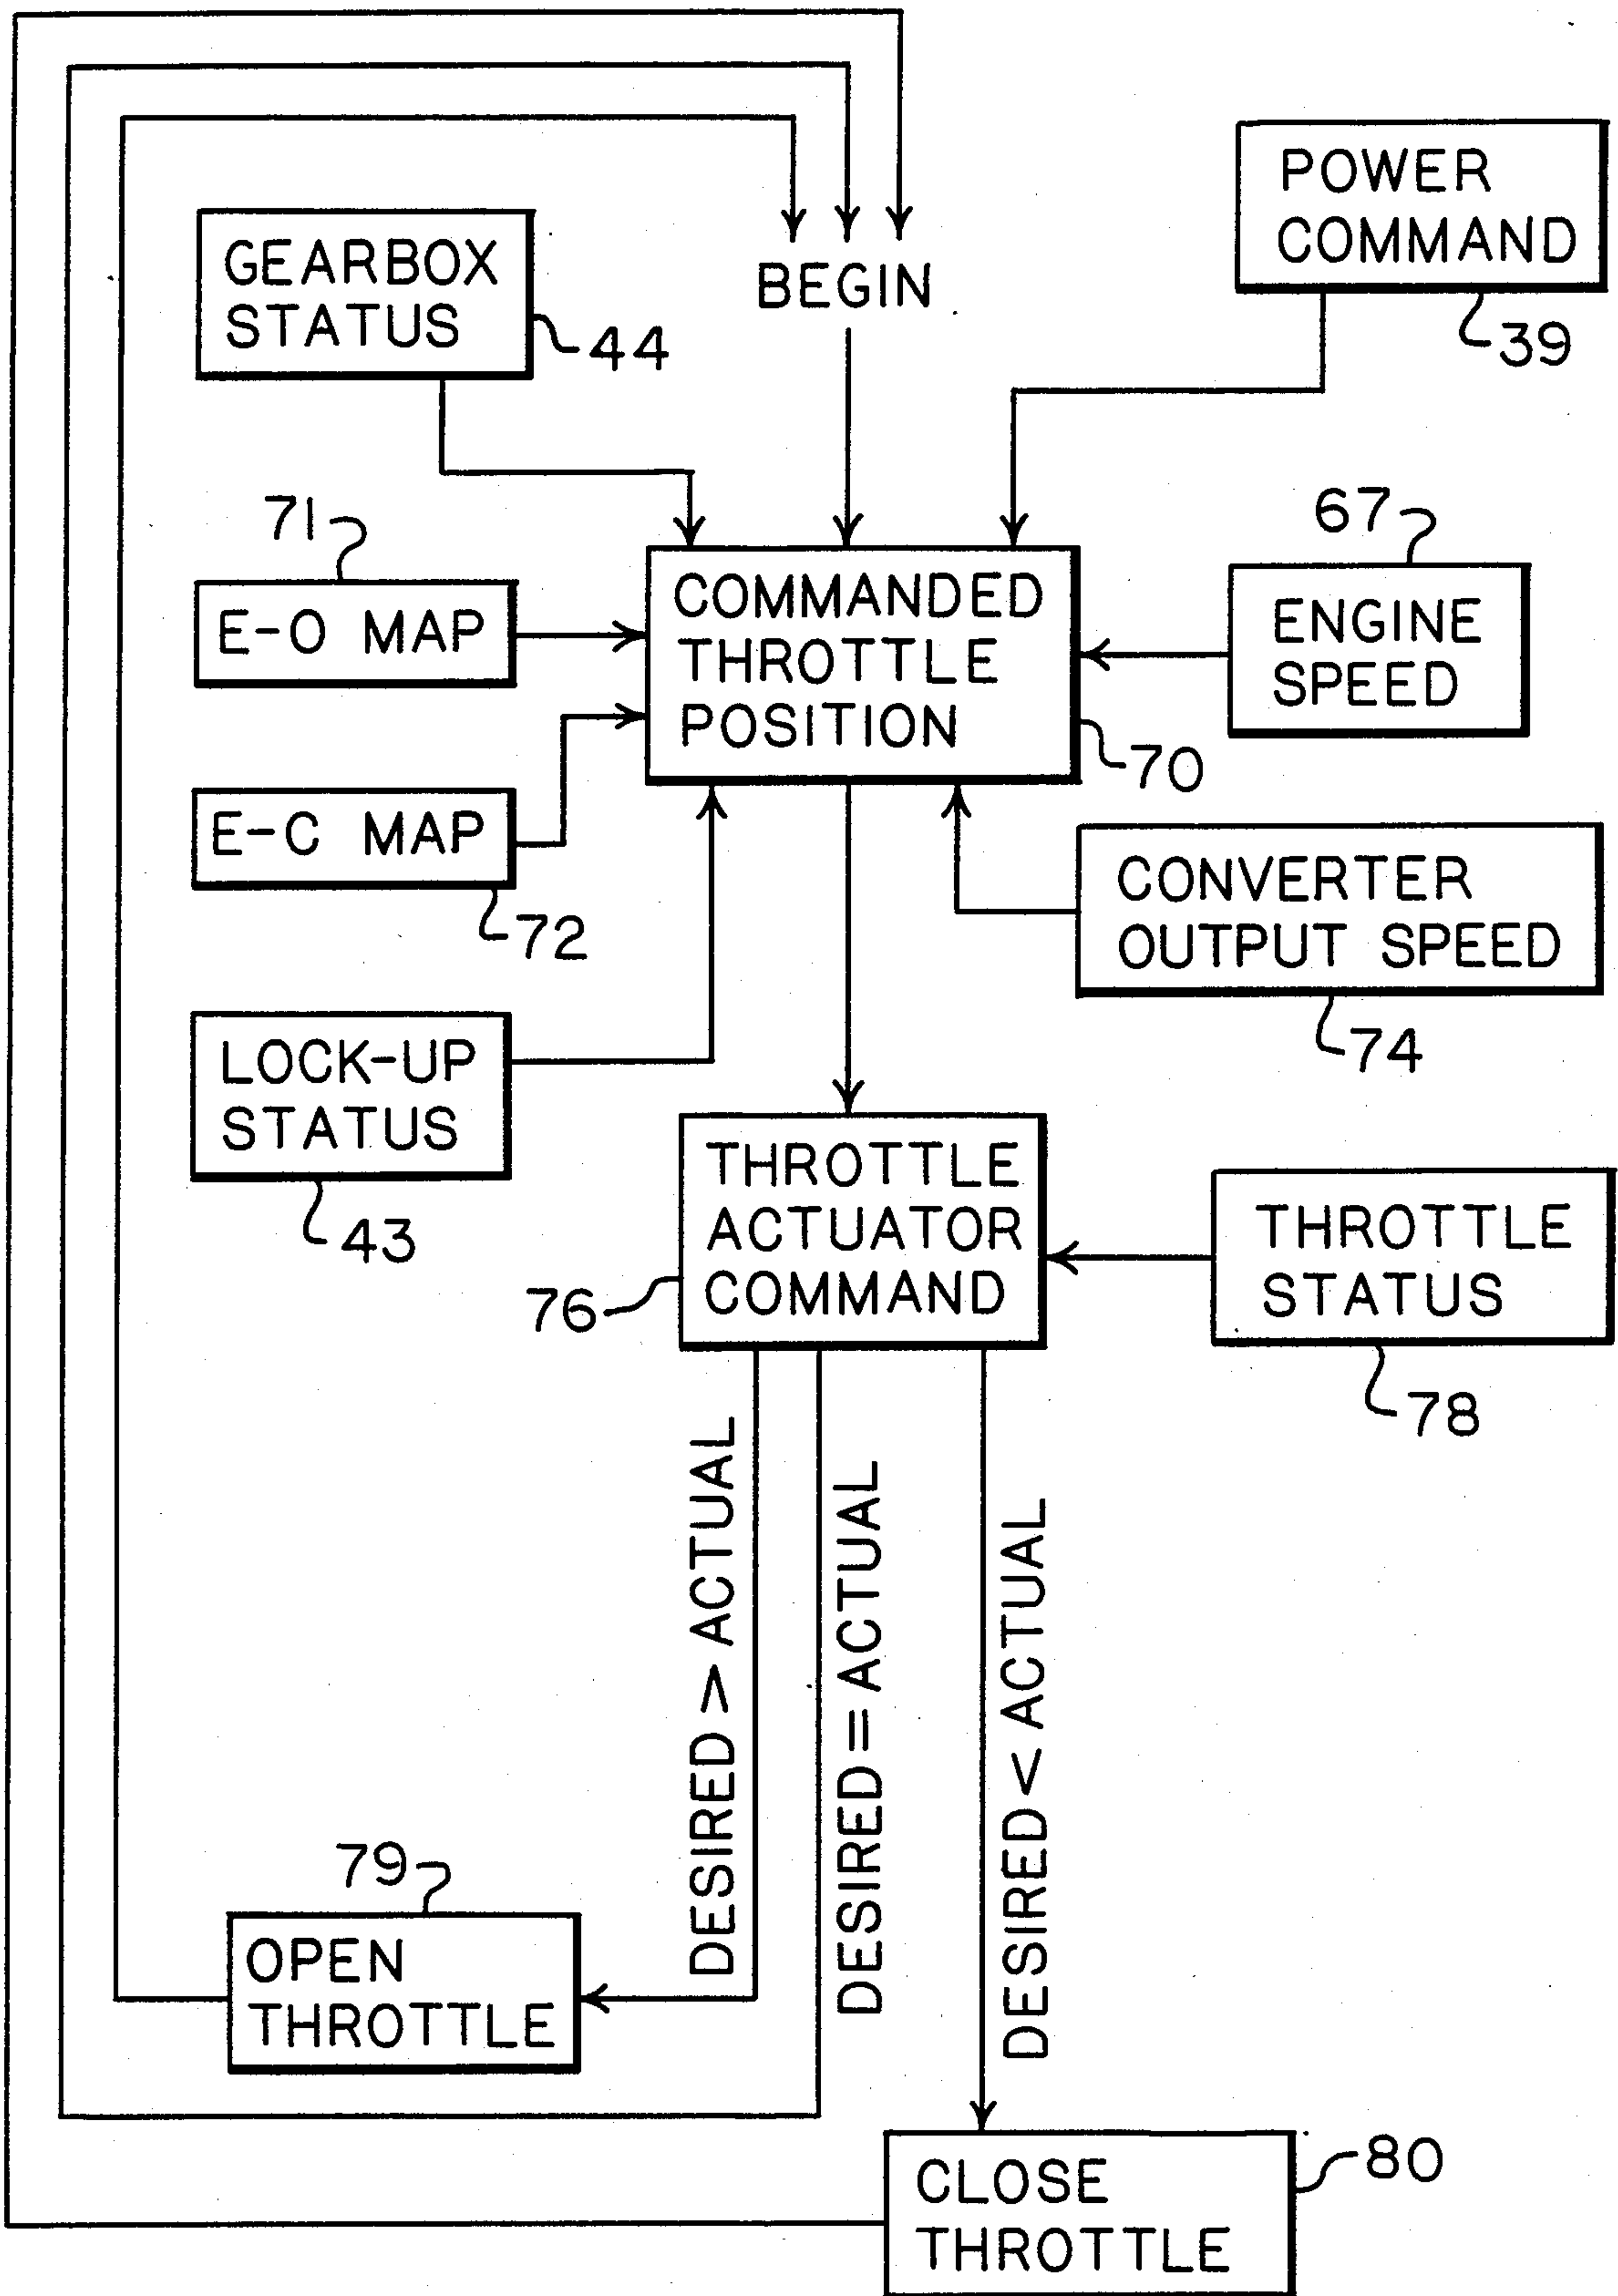 POWER
COMMAND
39
GEARBOX
STATUS
44
BEGIN
71
67
E-O MAP
COMMANDED
THROTTLE
POSITION
70
ENGINE
SPEED
E-C MAP
72
CONVERTER
OUTPUT SPEED
74
LOCK-UP
STATUS
43
THROTTLE
ACTUATOR
COMMAND
76
THROTTLE
STATUS
78
DESIRED > ACTUAL
DESIRED = ACTUAL
DESIRED < ACTUAL
79
OPEN
THROTTLE
80
CLOSE
THROTTLE